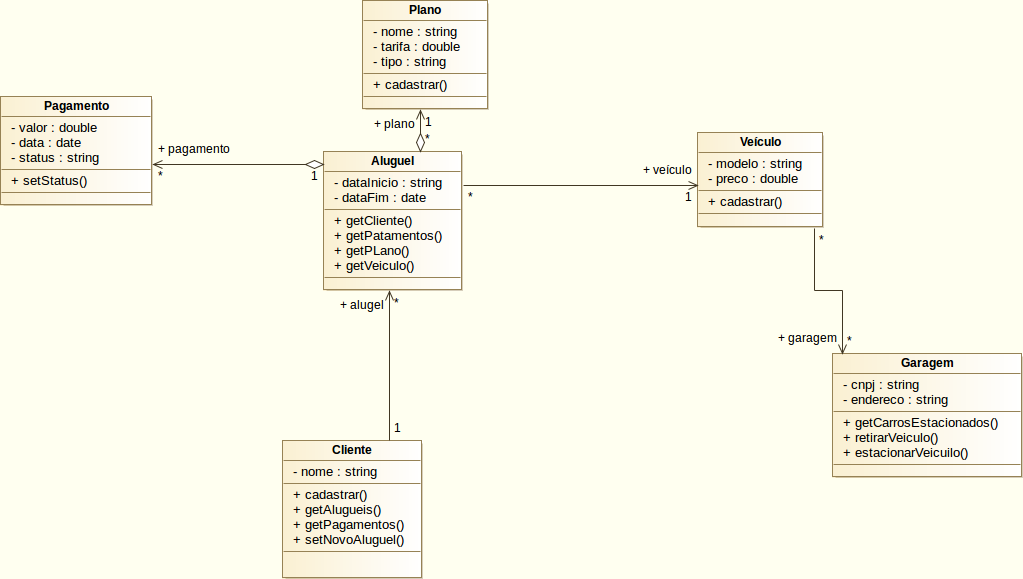 Plano
- nome : string
- tarifa : double
- tipo : string
+ cadastrar()
+ plano
1
*
Pagamento
- valor : double
- data : date
- status : string
+ setStatus()
+ pagamento
*
1
Aluguel
- dataInicio : string
- dataFim : date
+ getCliente()
+ getPatamentos()
+ getPLano()
+ getVeiculo()
*
+ veículo
1
Veículo
- modelo : string
- preco : double
+ cadastrar()
*
+ garagem
*
Garagem
- cnpj : string
- endereco : string
+ getCarrosEstacionados()
+ retirarVeiculo()
+ estacionarVeicuilo()
+ alugel
*
1
Cliente
- nome : string
+ cadastrar()
+ getAlugueis()
+ getPagamentos()
+ setNovoAluguel()